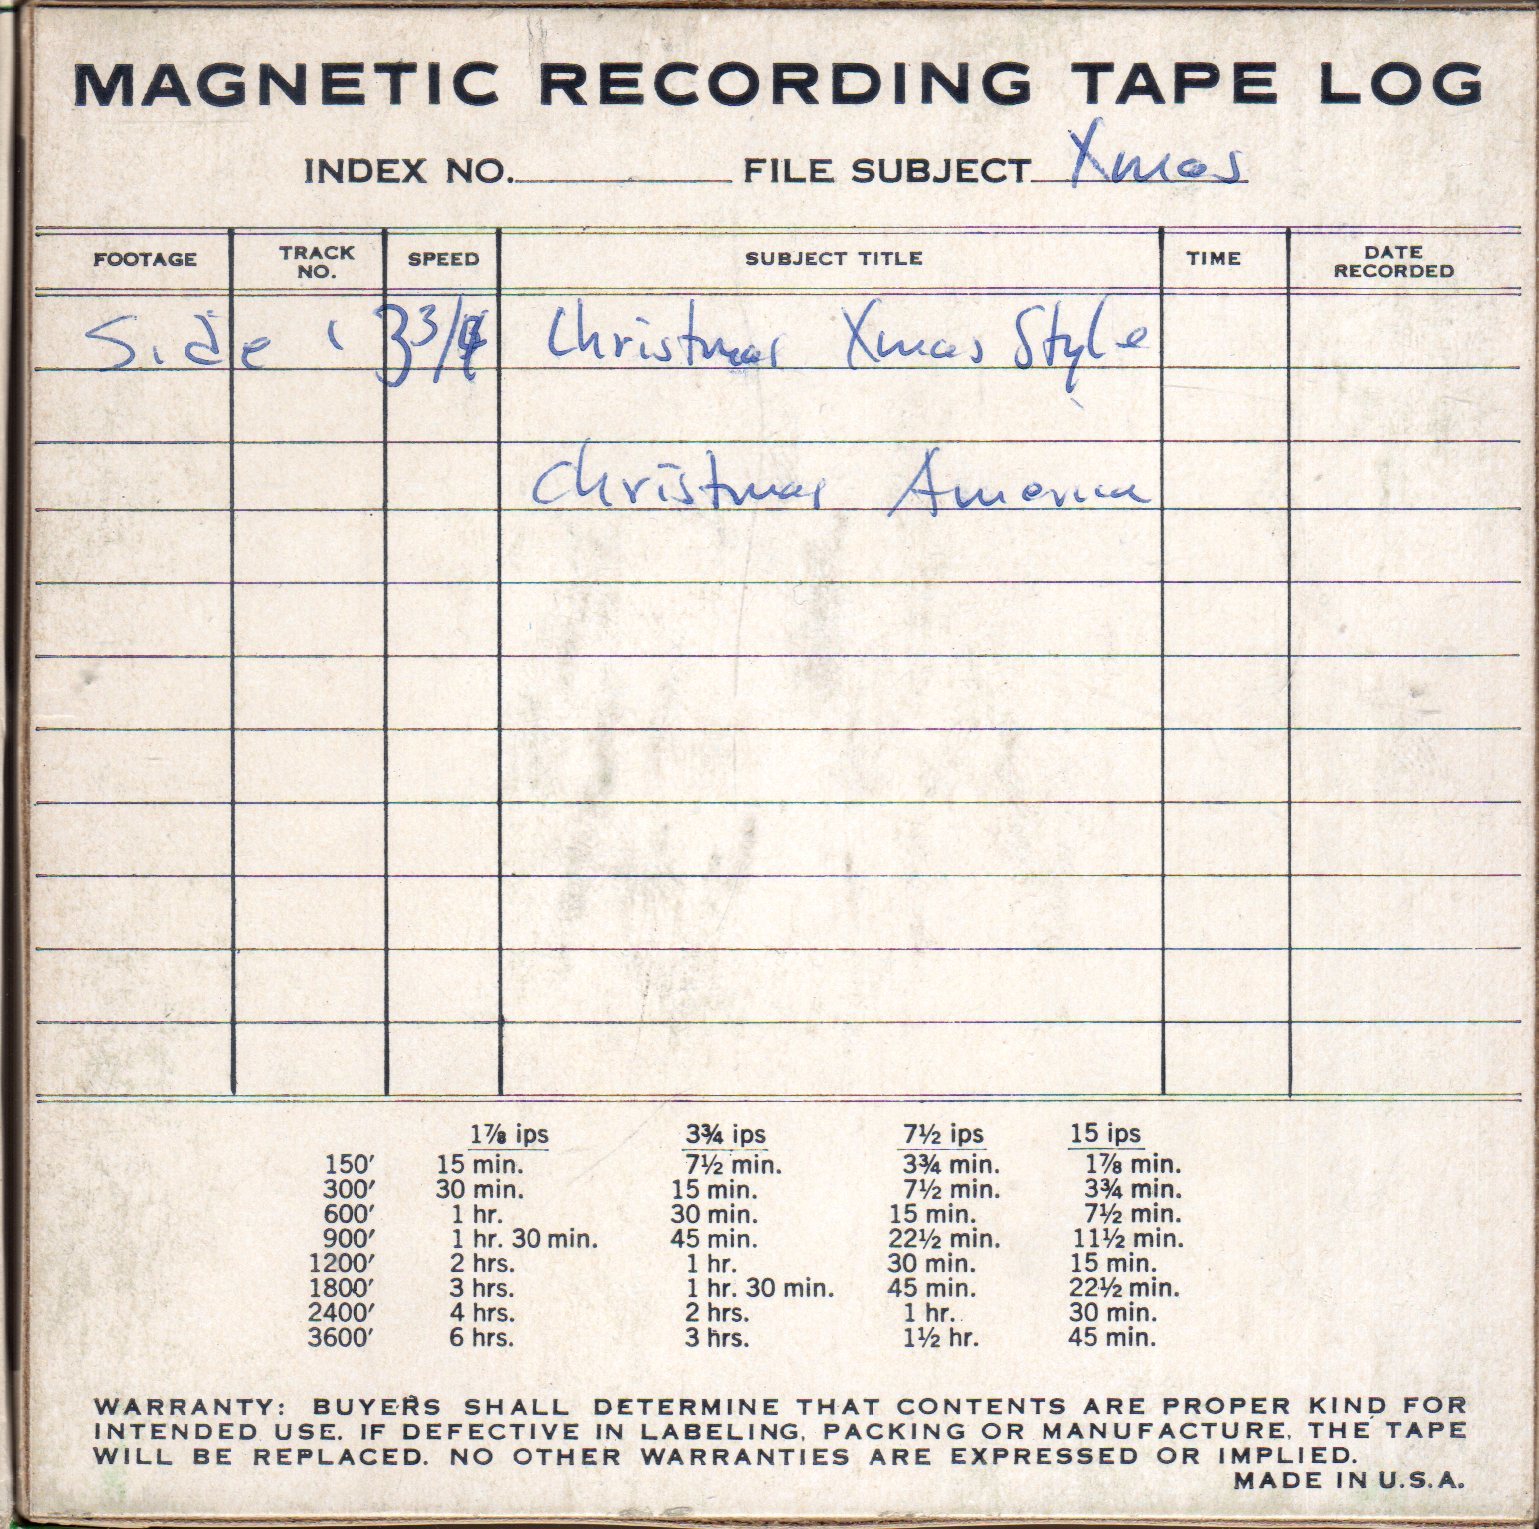 MAGNETIC RECORDING TAPE LOG
INDEX NO. FILE SUBJECT Xmas
FOOTAGE TRACK NO. SPEED SUBJECT TITLE TIME DATE RECORDED
Side 1 3 3/4 Christmas Xmas Style
Christmas America
1⅞ ips 3¾ ips 7½ ips 15 ips
150′ 15 min. 7½ min. 3¾ min. 1⅞ min.
300′ 30 min. 15 min. 7½ min. 3¾ min.
600′ 1 hr. 30 min. 15 min. 7½ min.
900′ 1 hr. 30 min. 45 min. 22½ min. 11½ min.
1200′ 2 hrs. 1 hr. 30 min. 15 min.
1800′ 3 hrs. 1 hr. 30 min. 45 min. 22½ min.
2400′ 4 hrs. 2 hrs. 1 hr. 30 min.
3600′ 6 hrs. 3 hrs. 1½ hr. 45 min.
WARRANTY: BUYERS SHALL DETERMINE THAT CONTENTS ARE PROPER KIND FOR
INTENDED USE. IF DEFECTIVE IN LABELING, PACKING OR MANUFACTURE, THE TAPE
WILL BE REPLACED. NO OTHER WARRANTIES ARE EXPRESSED OR IMPLIED.
MADE IN U.S.A.